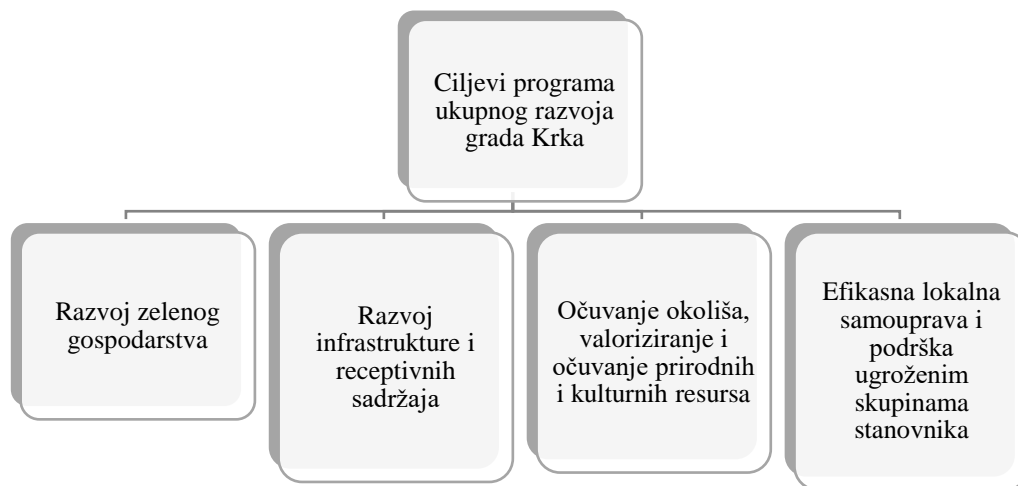 Ciljevi programa
ukupnog razvoja
grada Krka
Razvoj zelenog
gospodarstva
Razvoj
infrastrukture i
receptivnih
sadržaja
Očuvanje okoliša,
valoriziranje i
očuvanje prirodnih
i kulturnih resursa
Efikasna lokalna
samouprava i
podrška
ugroženim
skupinama
stanovnika